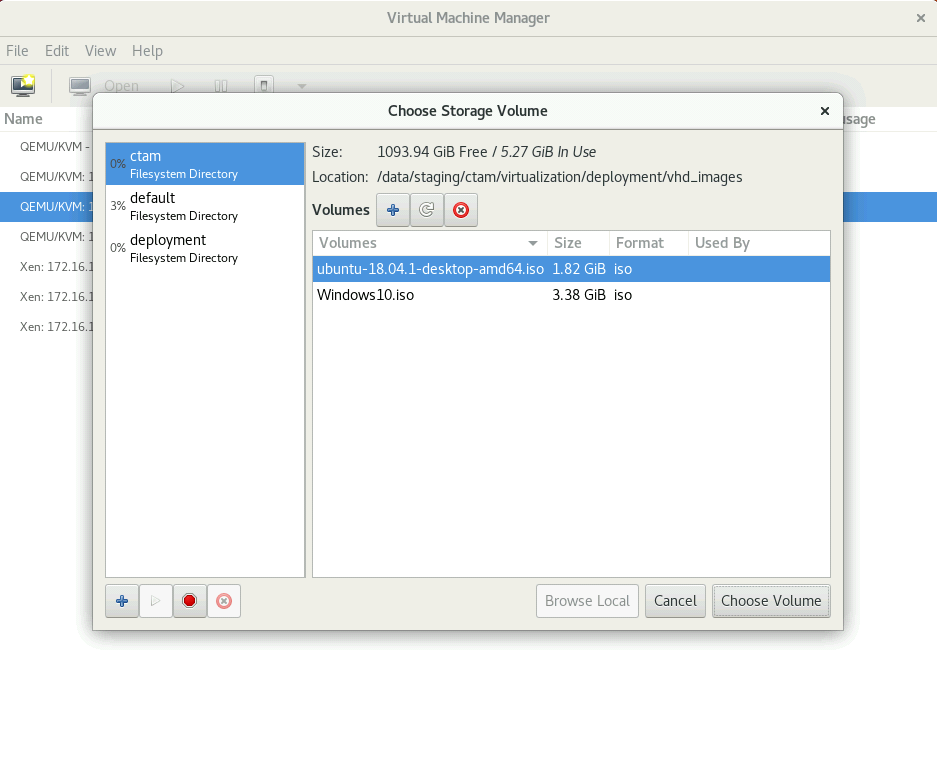 Virtual Machine Manager
File Edit View Help
Open
Name usage
QEMU/KVM -
QEMU/KVM: 1
QEMU/KVM: 1
QEMU/KVM: 1
Xen: 172.16.1
Xen: 172.16.1
Xen: 172.16.1
Choose Storage Volume
0% ctam
Filesystem Directory
3% default
Filesystem Directory
0% deployment
Filesystem Directory
Size: 1093.94 GiB Free / 5.27 GiB In Use
Location: /data/staging/ctam/virtualization/deployment/vhd_images
Volumes
Volumes Size Format Used By
ubuntu-18.04.1-desktop-amd64.iso 1.82 GiB iso
Windows10.iso 3.38 GiB iso
Browse Local Cancel Choose Volume